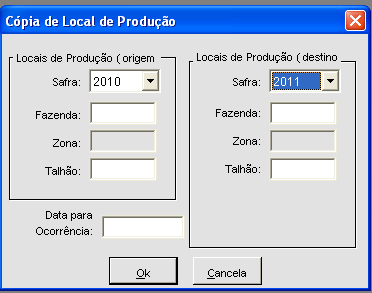 Cópia de Local de Produção
Locais de Produção ( origem
Safra: 2010
Fazenda:
Zona:
Talhão:
Data para
Ocorrência:
Locais de Produção ( destino
Safra: 2011
Fazenda:
Zona:
Talhão:
Ok
Cancela